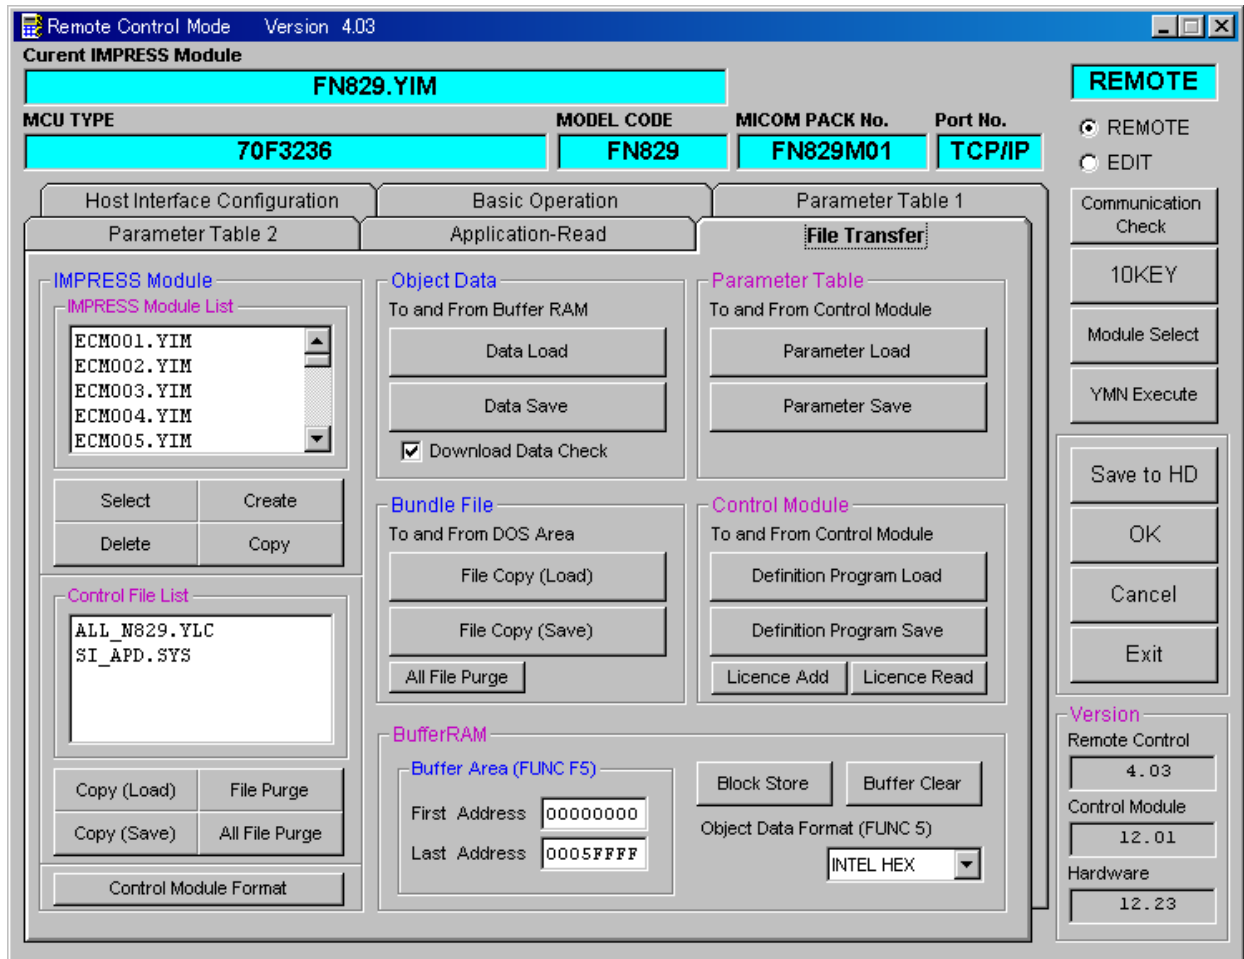 Remote Control Mode Version 4.03
Curent IMPRESS Module
FN829.YIM
REMOTE
MCU TYPE
MODEL CODE
MICOM PACK No.
Port No.
70F3236
FN829
FN829M01
TCP/IP
REMOTE
EDIT
Host Interface Configuration
Basic Operation
Parameter Table 1
Parameter Table 2
Application-Read
File Transfer
IMPRESS Module
IMPRESS Module List
ECM001.YIM
ECM002.YIM
ECM003.YIM
ECM004.YIM
ECM005.YIM
Select
Create
Delete
Copy
Control File List
ALL_N829.YLC
SI_APD.SYS
Copy (Load)
File Purge
Copy (Save)
All File Purge
Control Module Format
Object Data
To and From Buffer RAM
Data Load
Data Save
Download Data Check
Parameter Table
To and From Control Module
Parameter Load
Parameter Save
Bundle File
To and From DOS Area
File Copy (Load)
File Copy (Save)
All File Purge
Control Module
To and From Control Module
Definition Program Load
Definition Program Save
Licence Add
Licence Read
BufferRAM
Buffer Area (FUNC F5)
First Address
00000000
Last Address
0005FFFF
Block Store
Buffer Clear
Object Data Format (FUNC 5)
INTEL HEX
Communication
Check
10KEY
Module Select
YMN Execute
Save to HD
OK
Cancel
Exit
Version
Remote Control
4.03
Control Module
12.01
Hardware
12.23